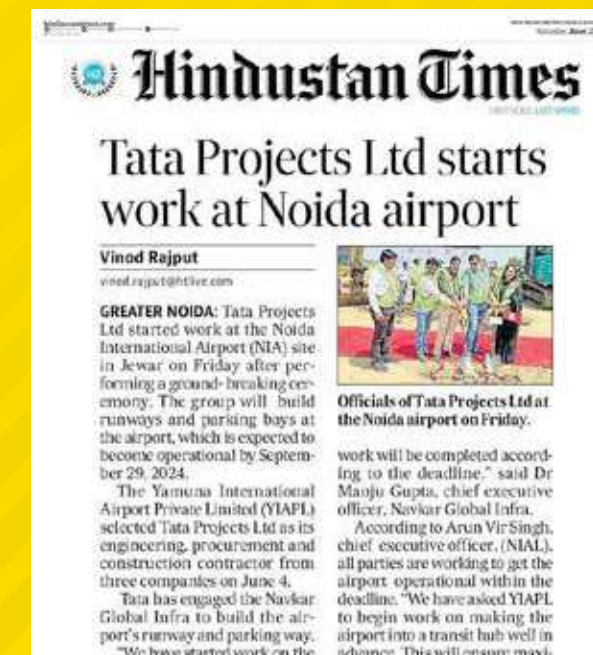 Hindustan Times
Tata Projects Ltd starts
work at Noida airport
Vinod Rajput
vinod.rajput@htlive.com
GREATER NOIDA: Tata Projects
Ltd started work at the Noida
International Airport (NIA) site
in Jewar on Friday after per-
forming a ground- breaking cer-
emony. The group will build
runways and parking bays at
the airport, which is expected to
become operational by Septem-
ber 29, 2024.
The Yamuna International
Airport Private Limited (YIAPL)
selected Tata Projects Ltd as its
engineering, procurement and
construction contractor from
three companies on June 4.
Tata has engaged the Navkar
Global Infra to build the air-
port's runway and parking way.
"We have started work on the
Officials of Tata Projects Ltd at
the Noida airport on Friday.
work will be completed accord-
ing to the deadline," said Dr
Manju Gupta, chief executive
officer, Navkar Global Infra.
According to Arun Vir Singh,
chief executive officer, (NIAL),
all parties are working to get the
airport operational within the
deadline. "We have asked YIAPL
to begin work on making the
airport into a transit hub well in
advance. This will ensure maxi-